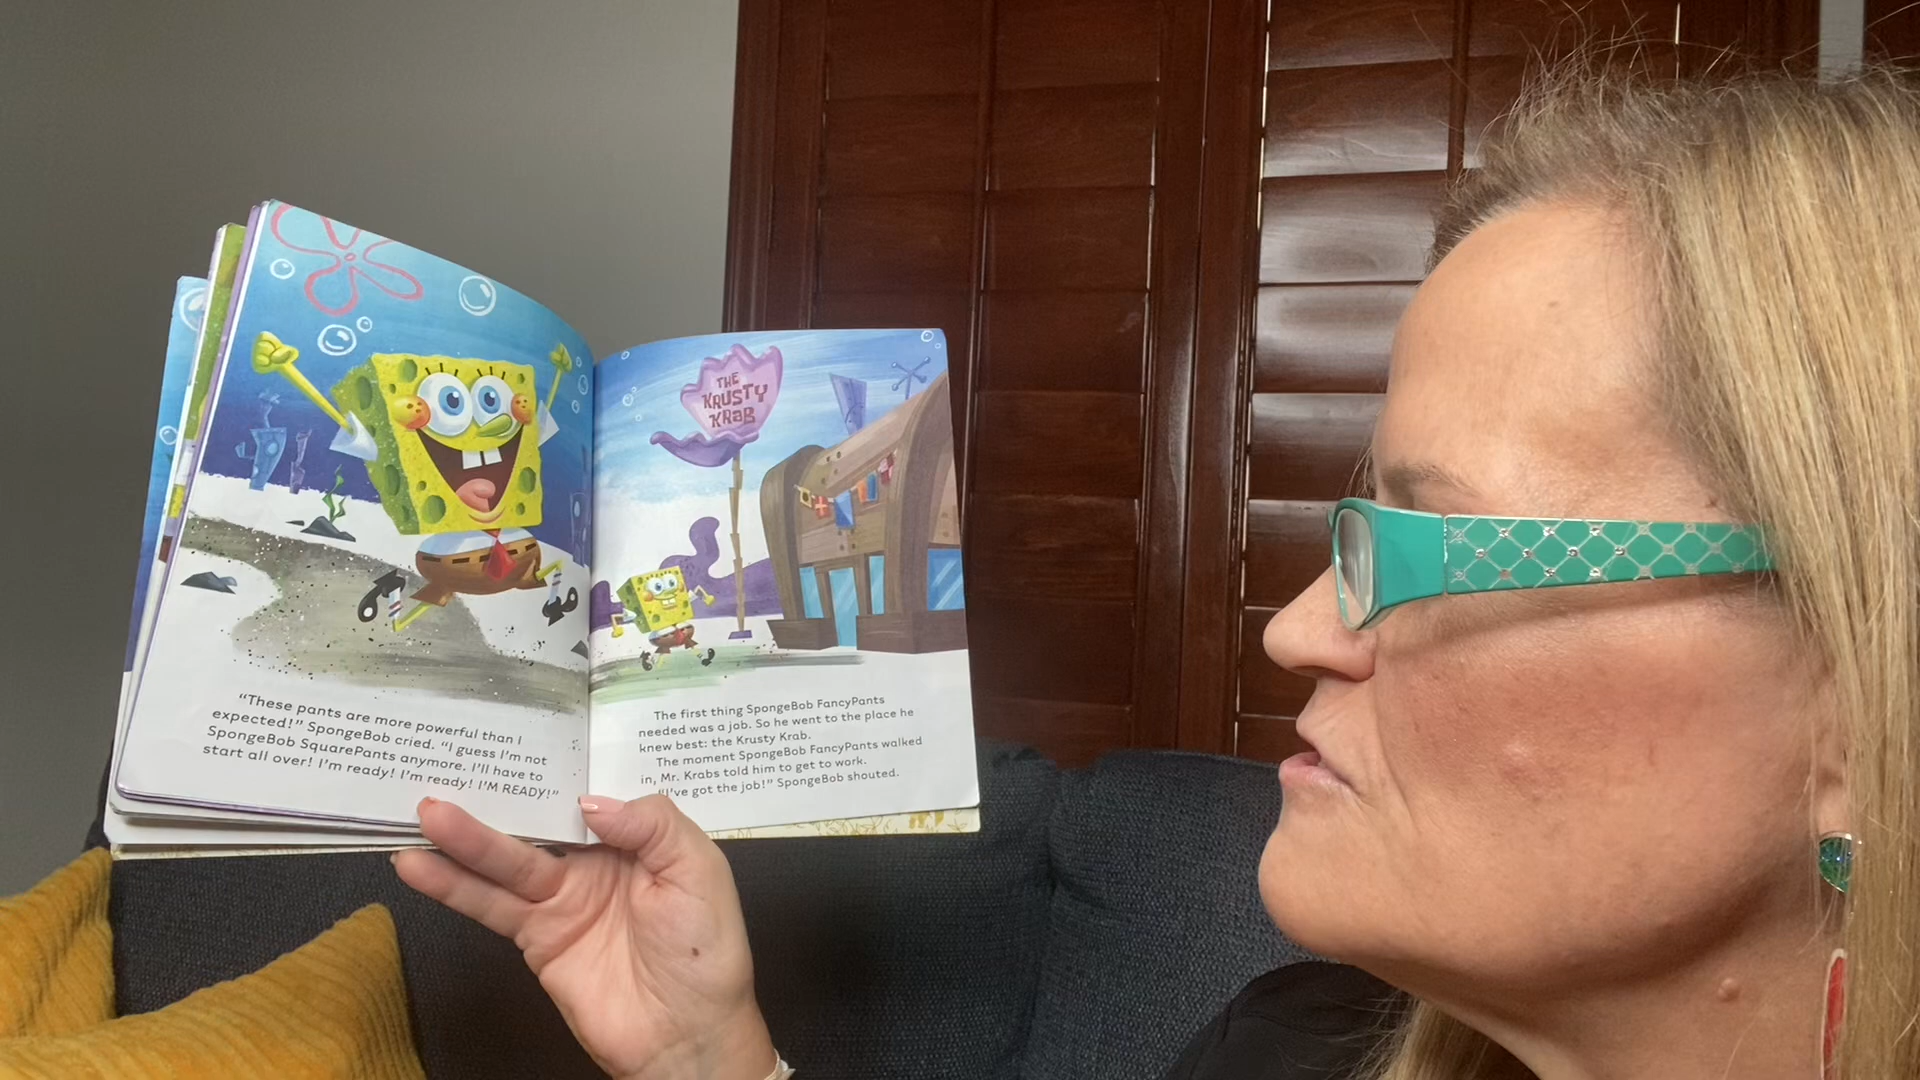 "These pants are more powerful than I
expected!" SpongeBob cried. "I guess I'm not
SpongeBob SquarePants anymore. I'll have to
start all over! I'm ready! I'm ready! I'M READY!"
THE
KRUSTY
KRAB
The first thing SpongeBob FancyPants
needed was a job. So he went to the place he
knew best: the Krusty Krab.
The moment SpongeBob FancyPants walked
in, Mr. Krabs told him to get to work.
"I've got the job!" SpongeBob shouted.